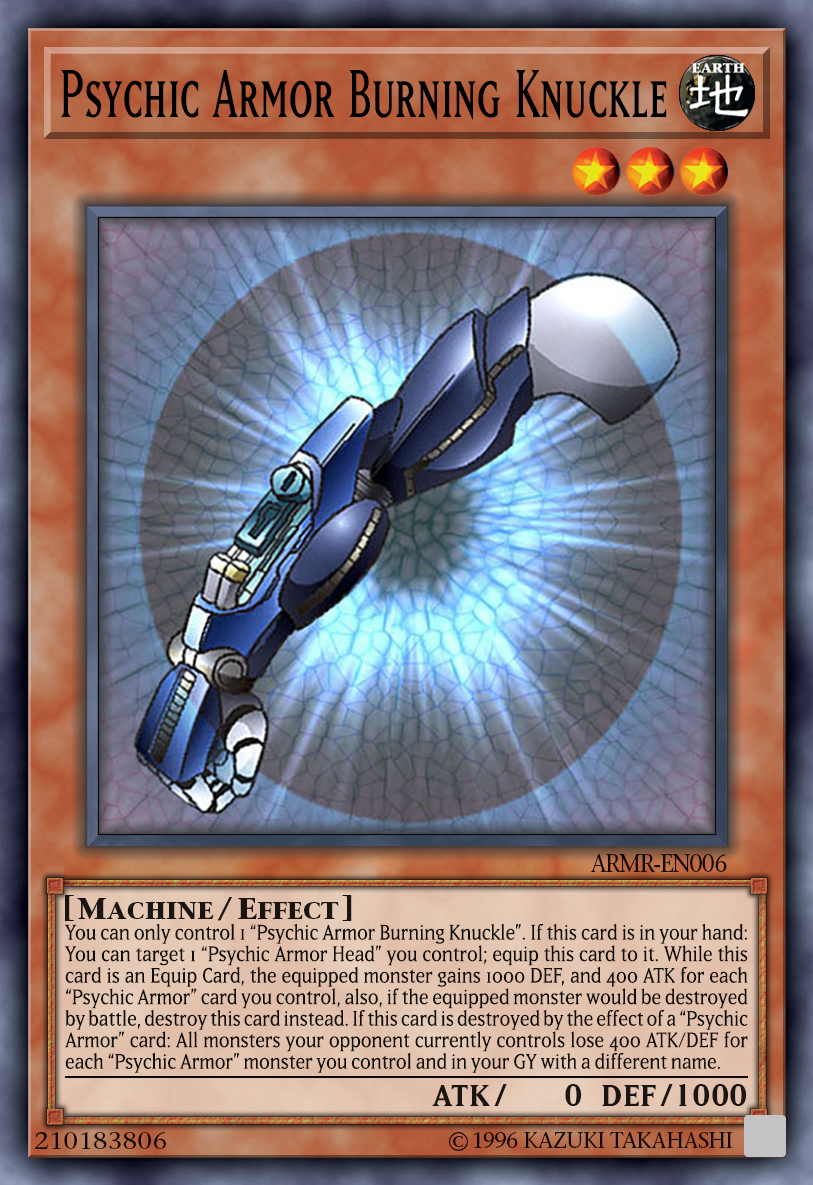 Psychic Armor Burning Knuckle
EARTH
地
ARMR-EN006
[Machine / Effect]
You can only control 1 “Psychic Armor Burning Knuckle”. If this card is in your hand:
You can target 1 “Psychic Armor Head” you control; equip this card to it. While this
card is an Equip Card, the equipped monster gains 1000 DEF, and 400 ATK for each
“Psychic Armor” card you control, also, if the equipped monster would be destroyed
by battle, destroy this card instead. If this card is destroyed by the effect of a “Psychic
Armor” card: All monsters your opponent currently controls lose 400 ATK/DEF for
each “Psychic Armor” monster you control and in your GY with a different name.
ATK/ 0 DEF/1000
210183806
© 1996 KAZUKI TAKAHASHI